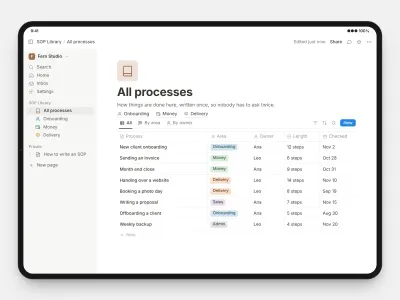 9:41
100%
SOP Library / All processes
Edited just now
Share
Fern Studio
Search
Home
Inbox
Settings
SOP Library
All processes
Onboarding
Money
Delivery
Private
How to write an SOP
New page
All processes
How things are done here, written once, so nobody has to ask twice.
Onboarding Money Delivery
All By area By owner
New
Process Area Owner Length Checked
New client onboarding Onboarding Ana 12 steps Nov 2
Sending an invoice Money Leo 6 steps Oct 28
Month end close Money Ana 9 steps Oct 31
Handing over a website Delivery Leo 14 steps Nov 10
Booking a photo day Delivery Leo 8 steps Sep 19
Writing a proposal Sales Ana 7 steps Nov 15
Offboarding a client Onboarding Ana 5 steps Aug 30
Weekly backup Admin Leo 4 steps Nov 20
New